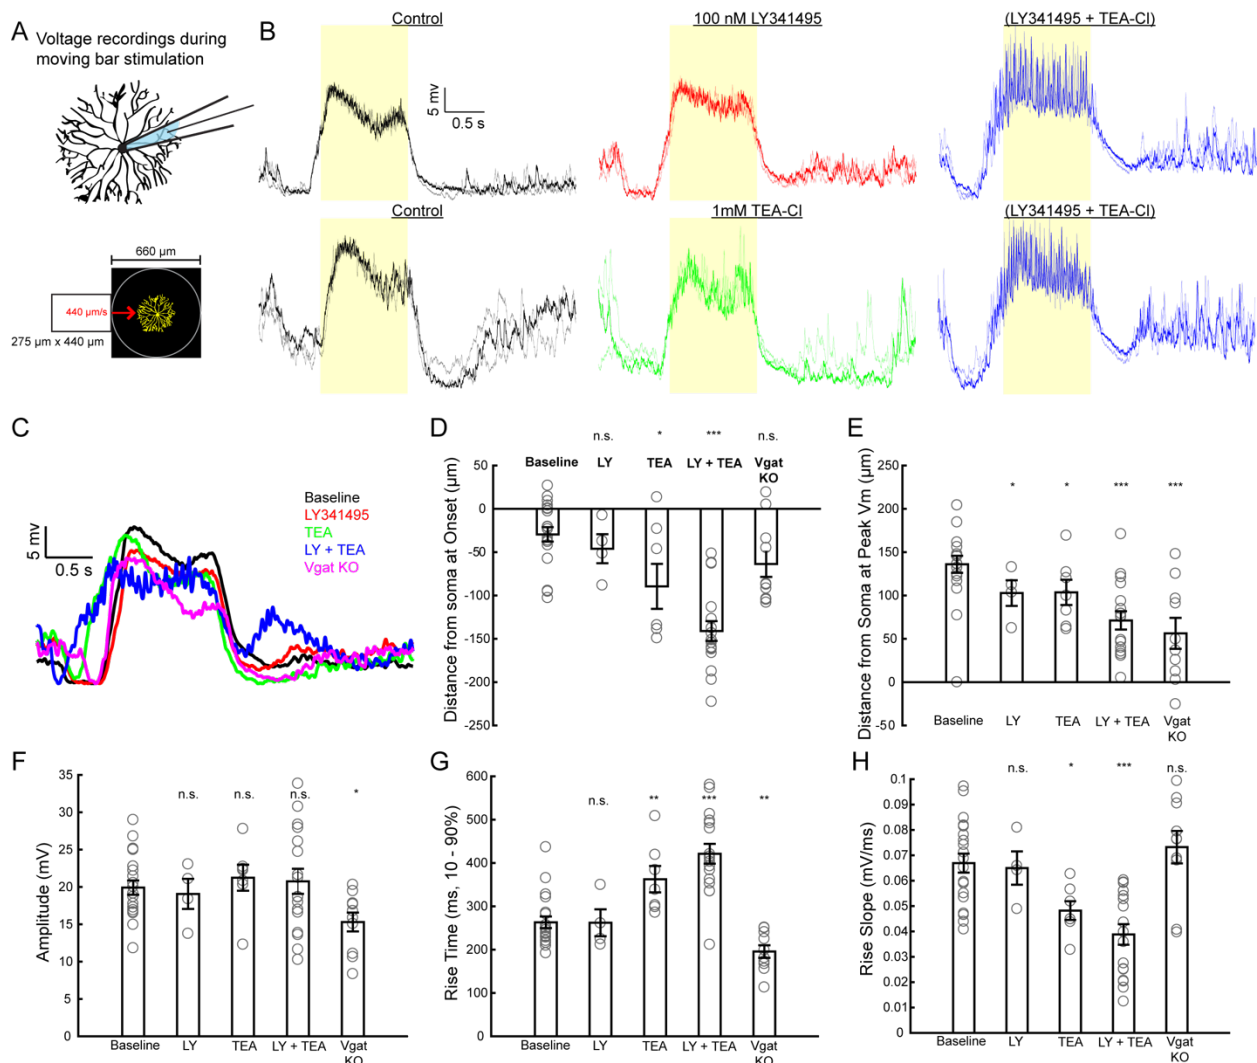 A
Voltage recordings during
moving bar stimulation
660 µm
440 µm/s
275 µm x 440 µm
B
Control
100 nM LY341495
(LY341495 + TEA-Cl)
5 mv
0.5 s
Control
1mM TEA-Cl
(LY341495 + TEA-Cl)
C
Baseline
LY341495
TEA
LY + TEA
Vgat KO
5 mv
0.5 s
D
n.s.
*
***
n.s.
Baseline
LY
TEA
LY + TEA
Vgat
KO
Distance from soma at Onset (µm)
50
0
-50
-100
-150
-200
-250
E
*
*
***
***
Distance from Soma at Peak Vm (µm)
250
200
150
100
50
0
-50
Baseline
LY
TEA
LY + TEA
Vgat
KO
F
n.s.
n.s.
n.s.
*
Amplitude (mV)
35
30
25
20
15
10
5
0
Baseline
LY
TEA
LY + TEA
Vgat
KO
G
n.s.
**
***
**
Rise Time (ms, 10 - 90%)
600
500
400
300
200
100
0
Baseline
LY
TEA
LY + TEA
Vgat
KO
H
n.s.
*
***
n.s.
Rise Slope (mV/ms)
0.1
0.09
0.08
0.07
0.06
0.05
0.04
0.03
0.02
0.01
0
Baseline
LY
TEA
LY + TEA
Vgat
KO